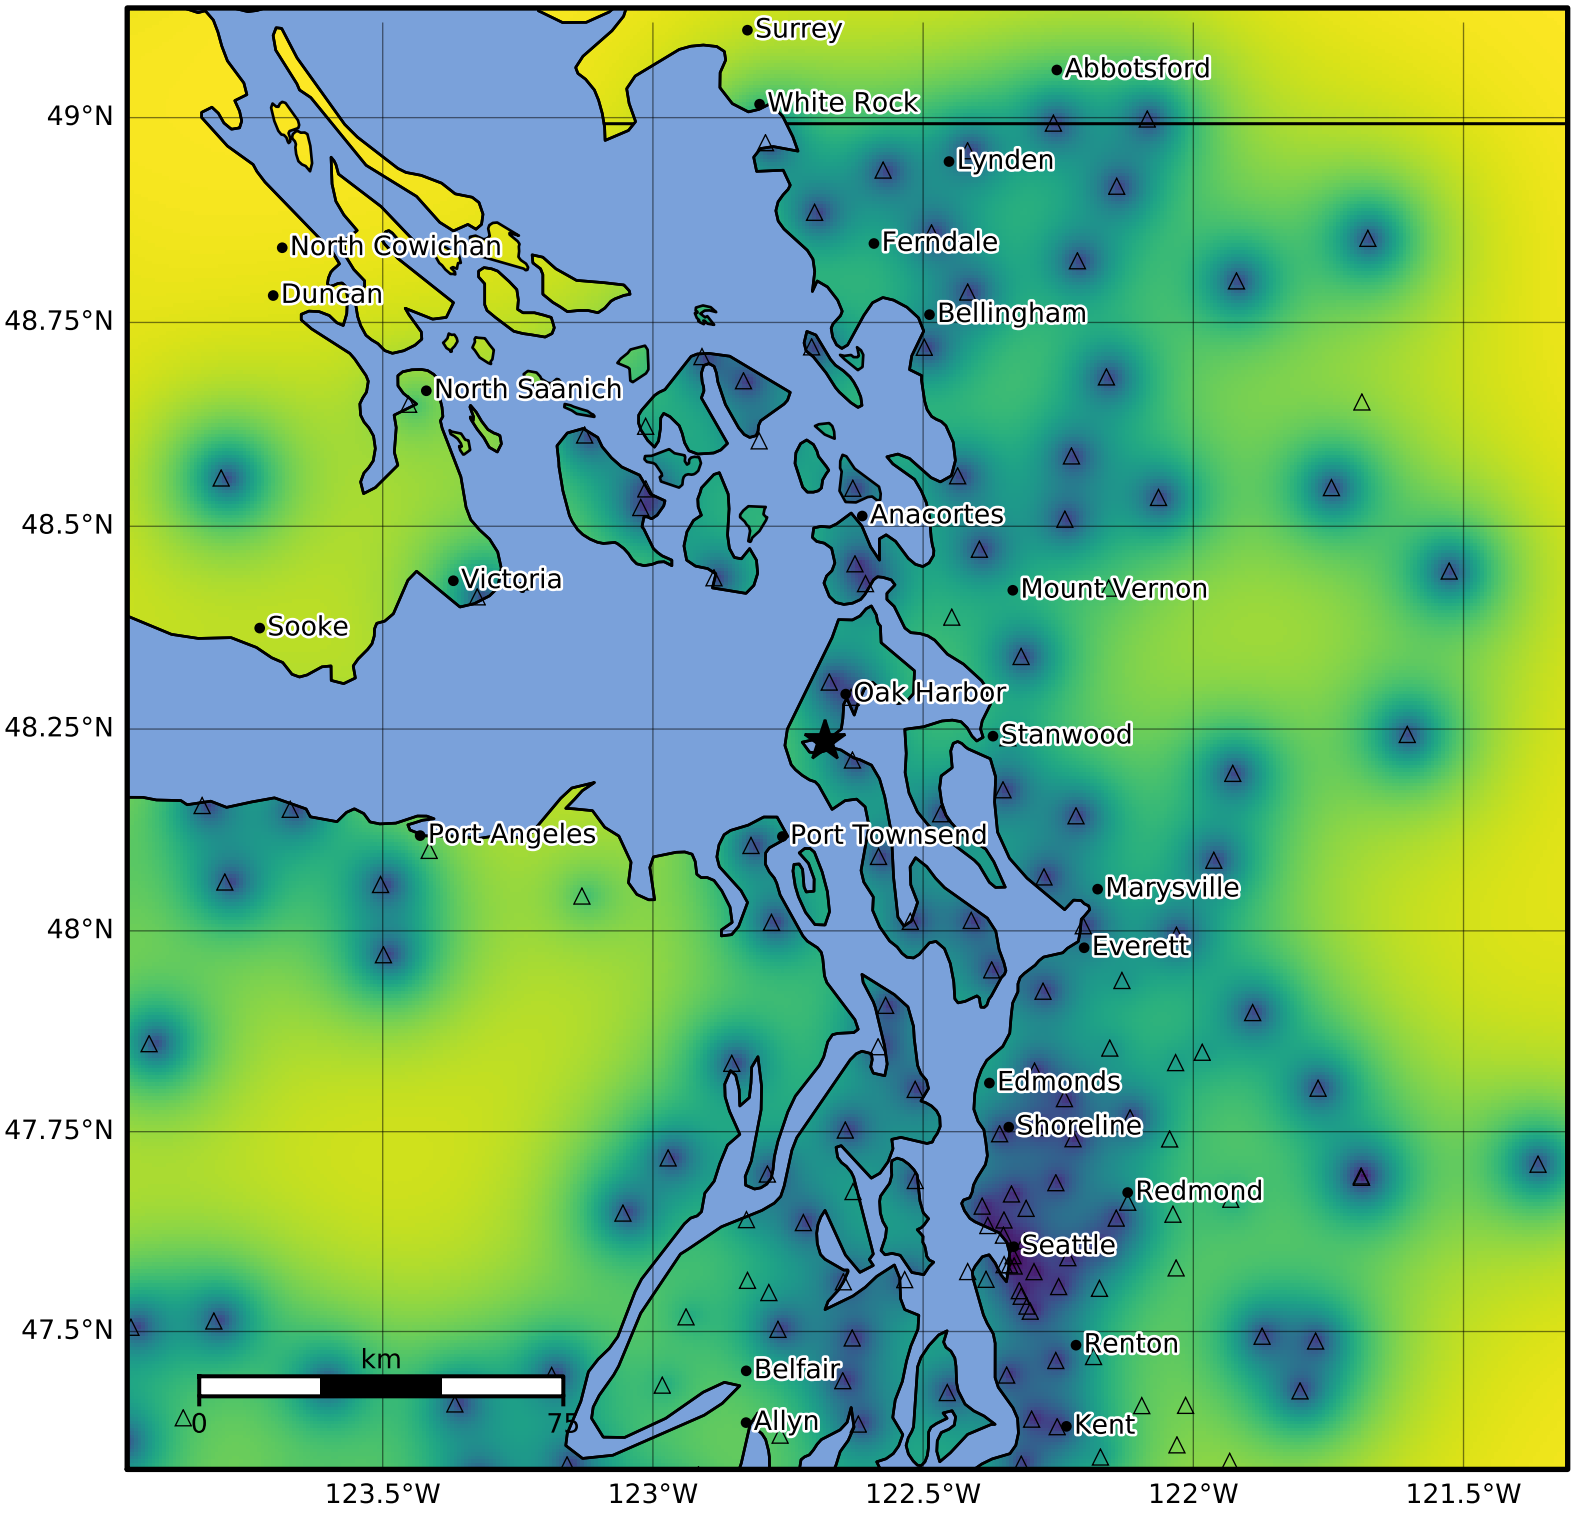 Surrey
Abbotsford
White Rock
49°N
Lynden
North Cowichan
Ferndale
Duncan
Bellingham
48.75°N
North Saanich
Anacortes
48.5°N
Victoria
Mount Vernon
Sooke
Oak Harbor
48.25°N
Stanwood
Port Angeles
Port Townsend
Marysville
48°N
Everett
Edmonds
Shoreline
47.75°N
Redmond
Seattle
47.5°N
Renton
km
Belfair
0
75
Allyn
Kent
123.5°W
123°W
122.5°W
122°W
121.5°W